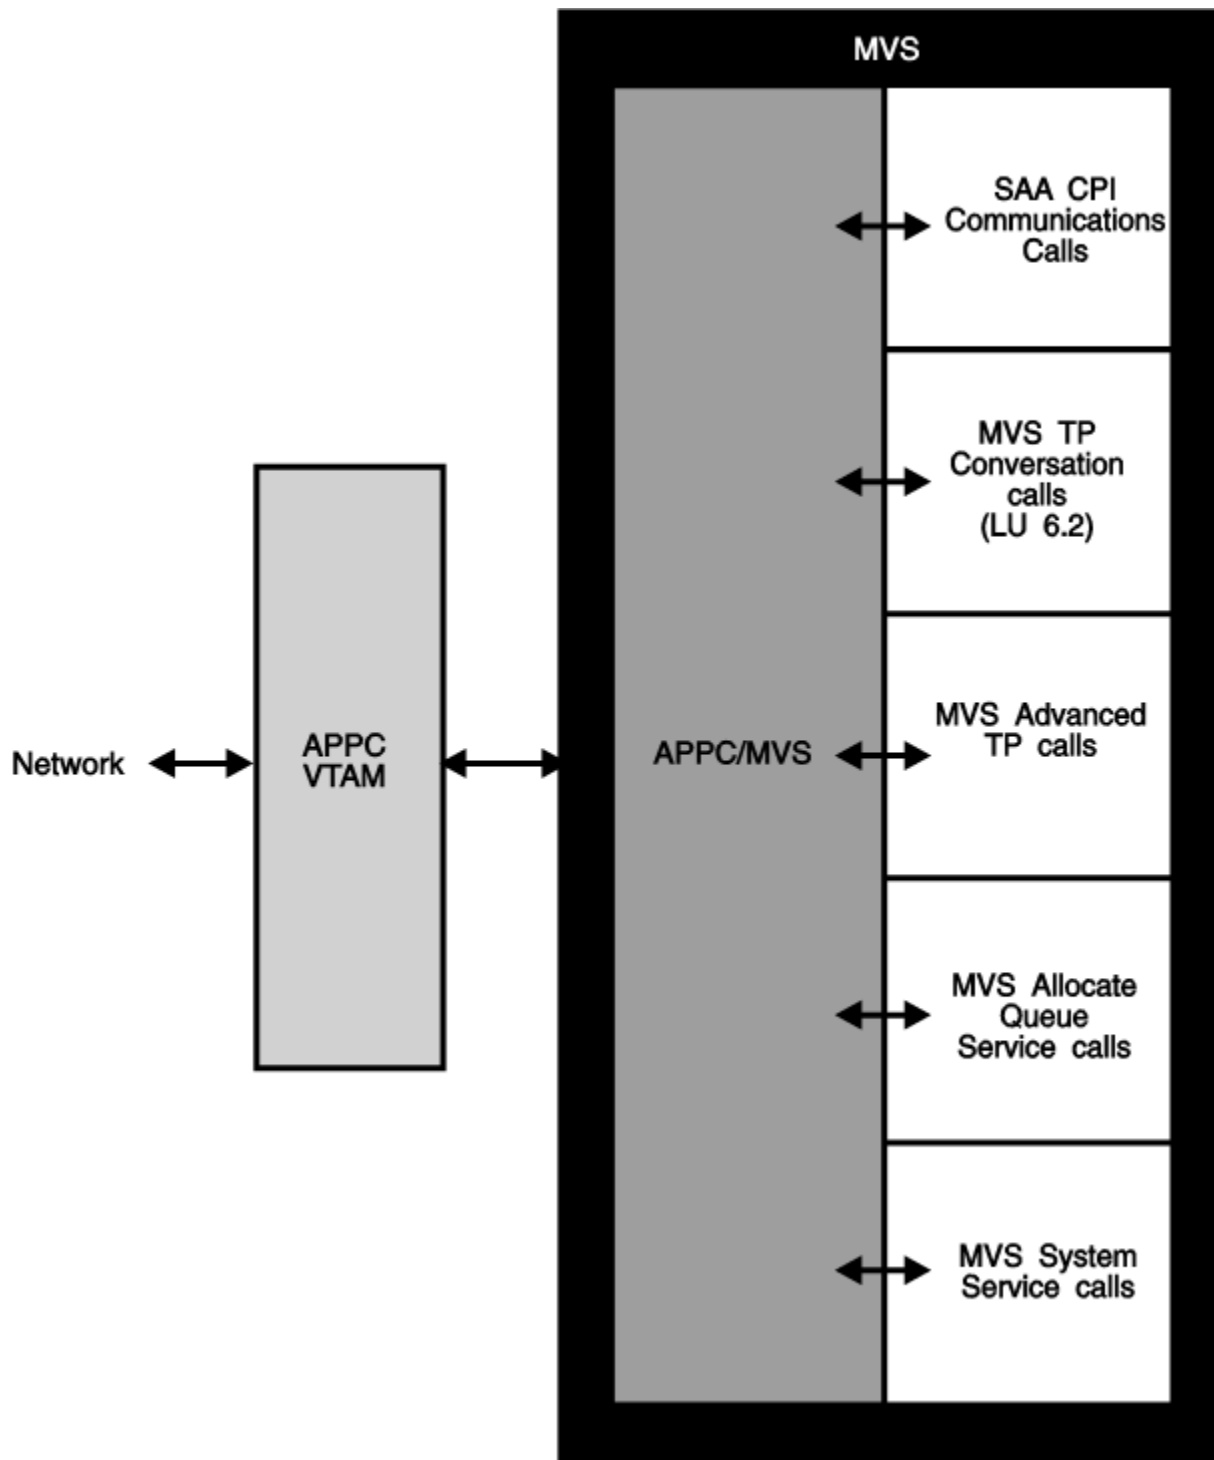 MVS
SAA CPI
Communications
Calls
MVS TP
Conversation
calls
(LU 6.2)
MVS Advanced
TP calls
Network
APPC
VTAM
APPC/MVS
MVS Allocate
Queue
Service calls
MVS System
Service calls